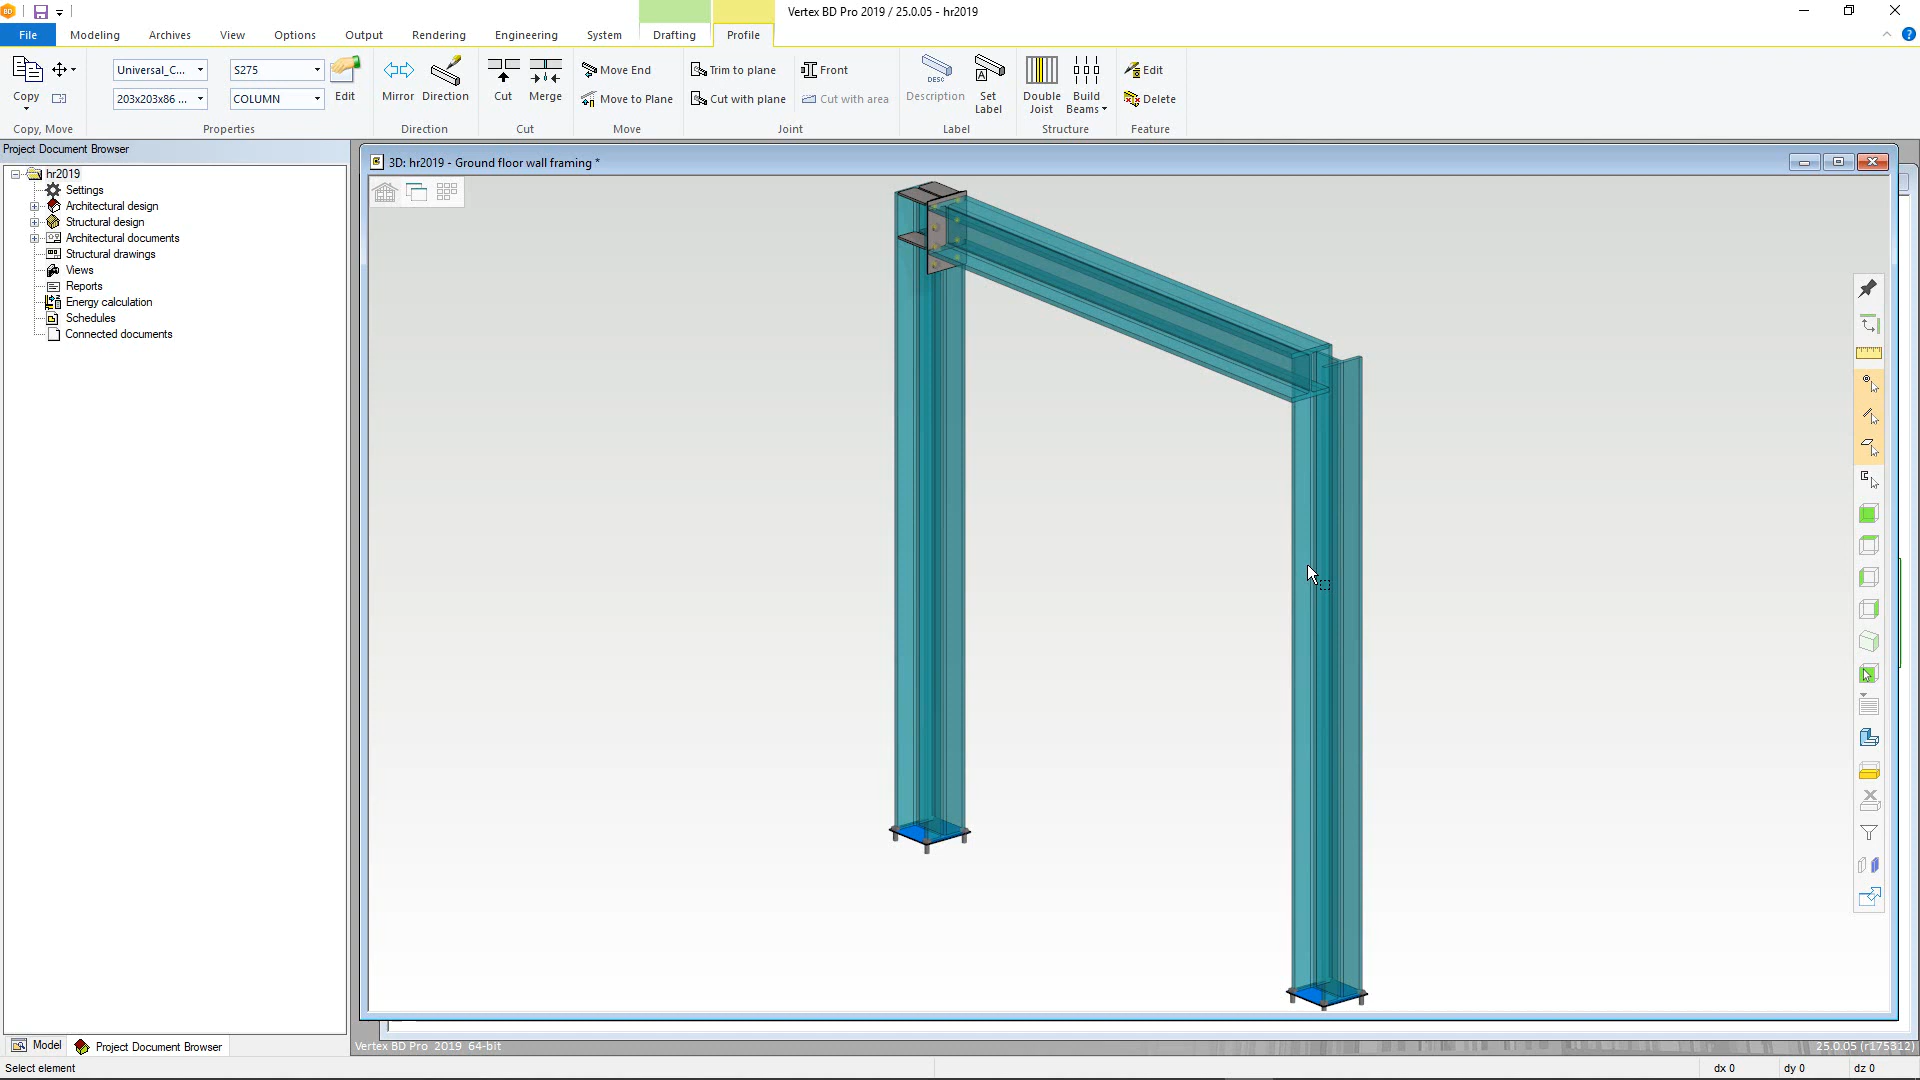 Vertex BD Pro 2019 / 25.0.05 - hr2019
File
Modeling
Archives
View
Options
Output
Rendering
Engineering
System
Drafting
Profile
Copy
Universal_C...
S275
203x203x86 ...
COLUMN
Edit
Mirror
Direction
Cut
Merge
Move End
Move to Plane
Trim to plane
Cut with plane
Front
Cut with area
DESC
Description
Set
Label
Double
Joist
Build
Beams
Edit
Delete
Copy, Move
Properties
Direction
Cut
Move
Joint
Label
Structure
Feature
Project Document Browser
hr2019
Settings
Architectural design
Structural design
Architectural documents
Structural drawings
Views
Reports
Energy calculation
Schedules
Connected documents
3D: hr2019 - Ground floor wall framing *
Model
Project Document Browser
Vertex BD Pro 2019 64-bit
25.0.05 (r175312)
Select element
dx 0
dy 0
dz 0